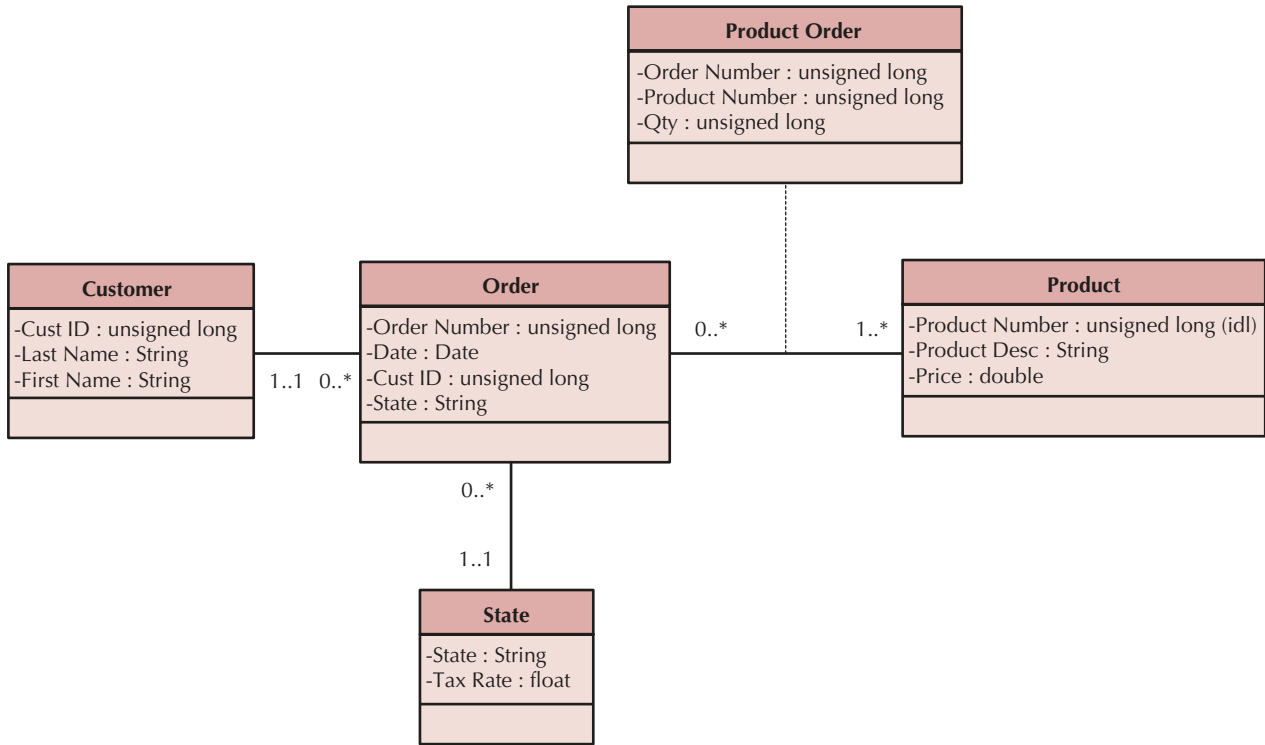 Product Order
-Order Number : unsigned long
-Product Number : unsigned long
-Qty : unsigned long
Customer
-Cust ID : unsigned long
-Last Name : String
-First Name : String
1..1
0..*
Order
-Order Number : unsigned long
-Date : Date
-Cust ID : unsigned long
-State : String
0..*
1..*
Product
-Product Number : unsigned long (idl)
-Product Desc : String
-Price : double
0..*
1..1
State
-State : String
-Tax Rate : float